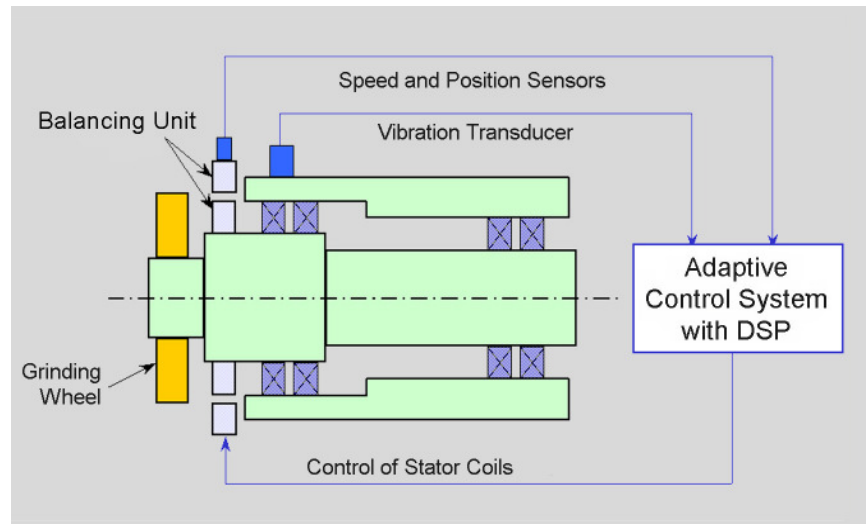 Speed and Position Sensors
Balancing Unit
Vibration Transducer
Adaptive
Control System
with DSP
Grinding
Wheel
Control of Stator Coils